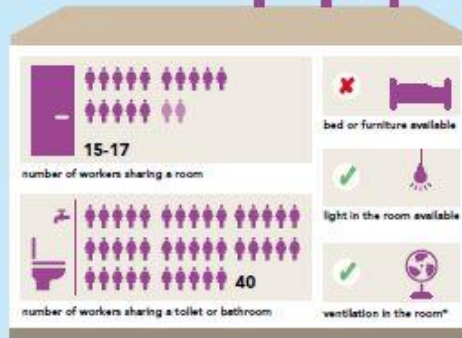 15-17
number of workers sharing a room
40
number of workers sharing a toilet or bathroom
bed or furniture available
light in the room available
ventilation in the room*